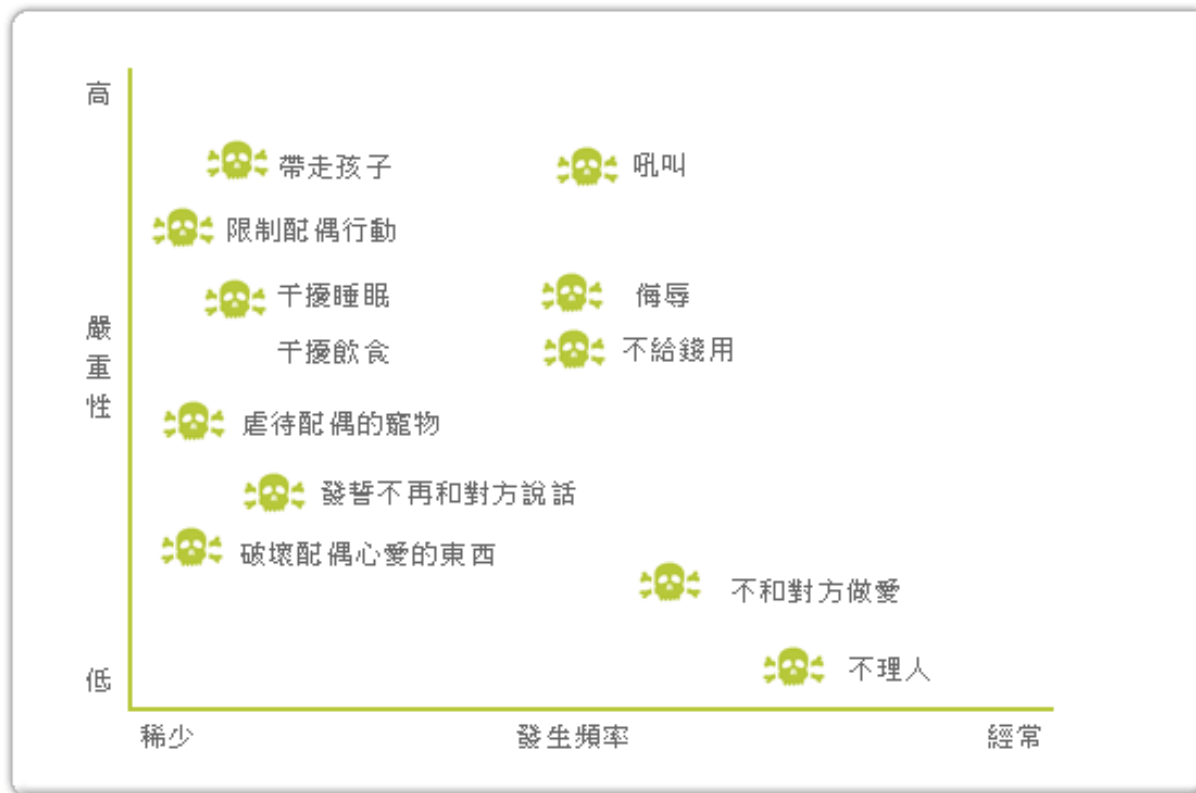 高
帶走孩子
吼叫
限制配偶行動
干擾睡眠
侮辱
嚴重性
干擾飲食
不給錢用
虐待配偶的寵物
發誓不再和對方說話
破壞配偶心愛的東西
不和對方做愛
低
不理人
稀少
發生頻率
經常